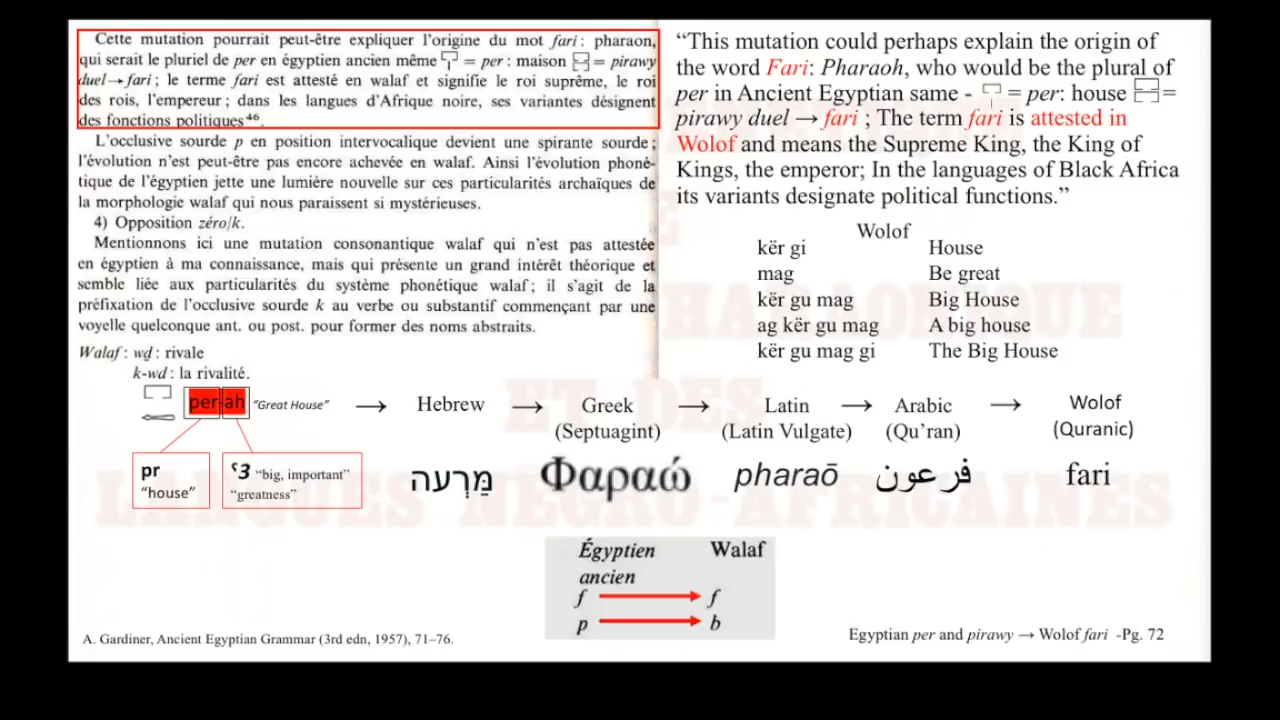 Cette mutation pourrait peut-être expliquer l'origine du mot fari : pharaon,
qui serait le pluriel de per en égyptien ancien même = per : maison = pirawy
duel → fari ; le terme fari est attesté en walaf et signifie le roi suprême, le roi
des rois, l'empereur ; dans les langues d'Afrique noire, ses variantes désignent
des fonctions politiques⁴⁶.
L'occlusive sourde p en position intervocalique devient une spirante sourde ;
l'évolution n'est peut-être pas encore achevée en walaf. Ainsi l'évolution phoné-
tique de l'égyptien jette une lumière nouvelle sur ces particularités archaïques de
la morphologie walaf qui nous paraissent si mystérieuses.
4) Opposition zéro/k.
Mentionnons ici une mutation consonantique walaf qui n'est pas attestée
en égyptien à ma connaissance, mais qui présente un grand intérêt théorique et
semble liée aux particularités du système phonétique walaf ; il s'agit de la
préfixation de l'occlusive sourde k au verbe ou substantif commençant par une
voyelle quelconque ant. ou post. pour former des noms abstraits.
Walaf : wḍ : rivale
k-wd : la rivalité.
“This mutation could perhaps explain the origin of
the word Fari: Pharaoh, who would be the plural of
per in Ancient Egyptian same - = per: house =
pirawy duel → fari ; The term fari is attested in
Wolof and means the Supreme King, the King of
Kings, the emperor; In the languages of Black Africa
its variants designate political functions.”
Wolof
kër gi House
mag Be great
kër gu mag Big House
ag kër gu mag A big house
kër gu mag gi The Big House
per-ah “Great House” → Hebrew → Greek → Latin → Arabic → Wolof
(Septuagint) (Latin Vulgate) (Qu’ran) (Quranic)
pr
“house”
ꜥ3 “big, important”
“greatness”
מַּרְעה Φαραώ pharaō فرعون fari
ET DES
LANGUES NÉGRO-AFRICAINES
Égyptien Walaf
ancien
f → f
p → b
A. Gardiner, Ancient Egyptian Grammar (3rd edn, 1957), 71–76.
Egyptian per and pirawy → Wolof fari -Pg. 72